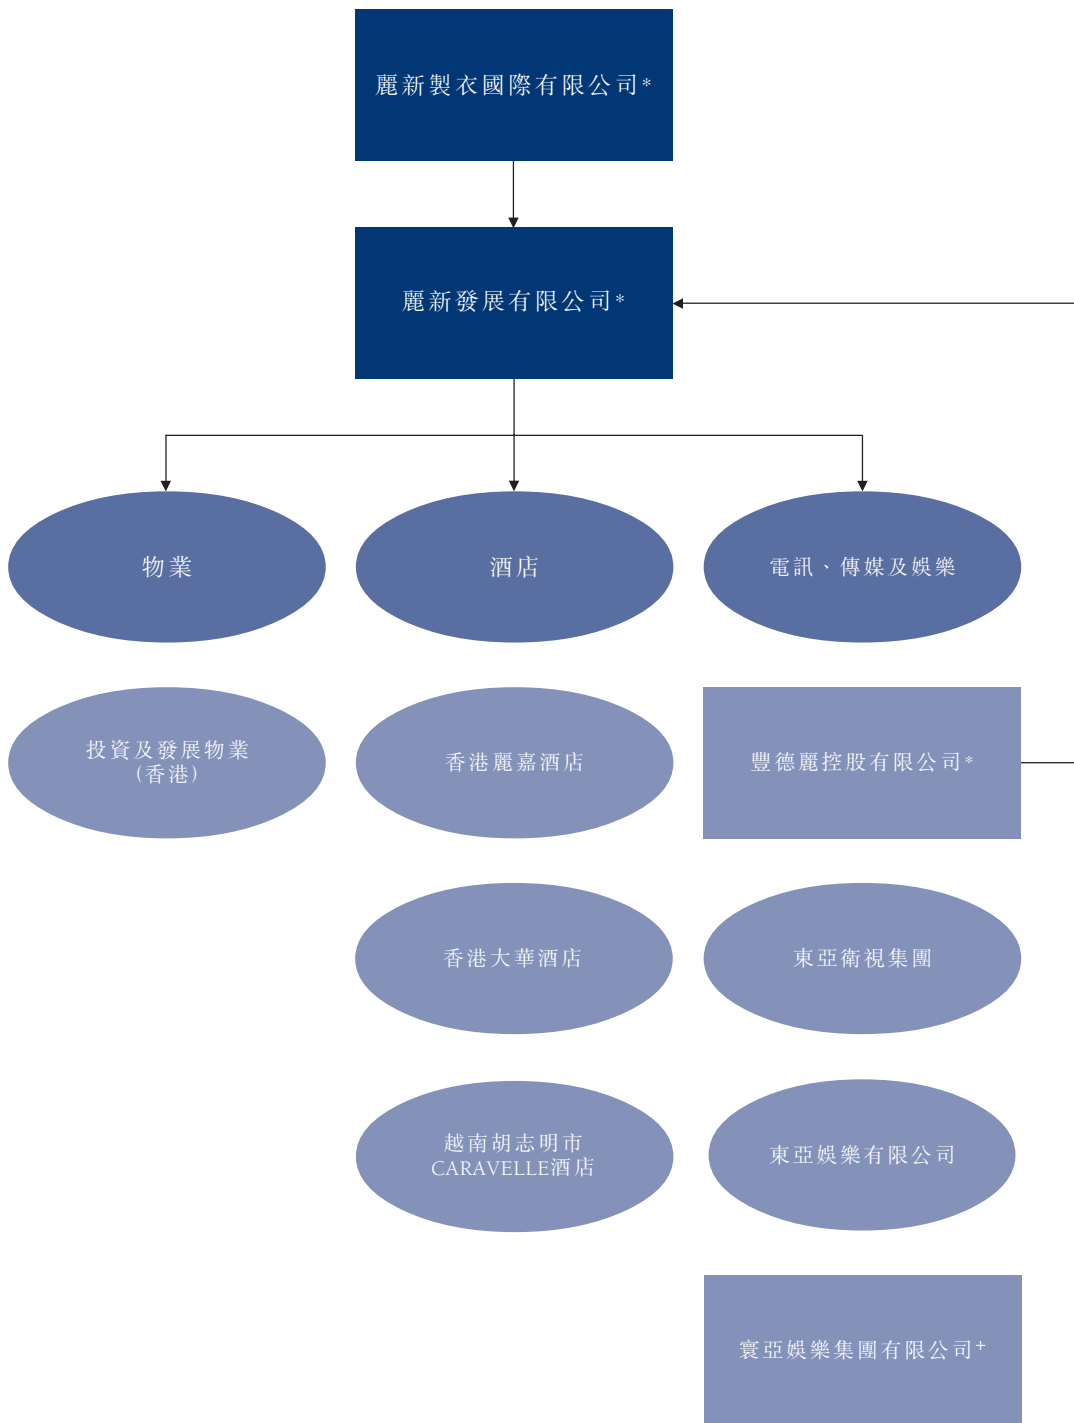 麗新製衣國際有限公司*
麗新發展有限公司*
物業
酒店
電訊、傳媒及娛樂
投資及發展物業
(香港)
香港麗嘉酒店
豐德麗控股有限公司*
香港大華酒店
東亞衛視集團
越南胡志明市
CARAVELLE酒店
東亞娛樂有限公司
寰亞娛樂集團有限公司+